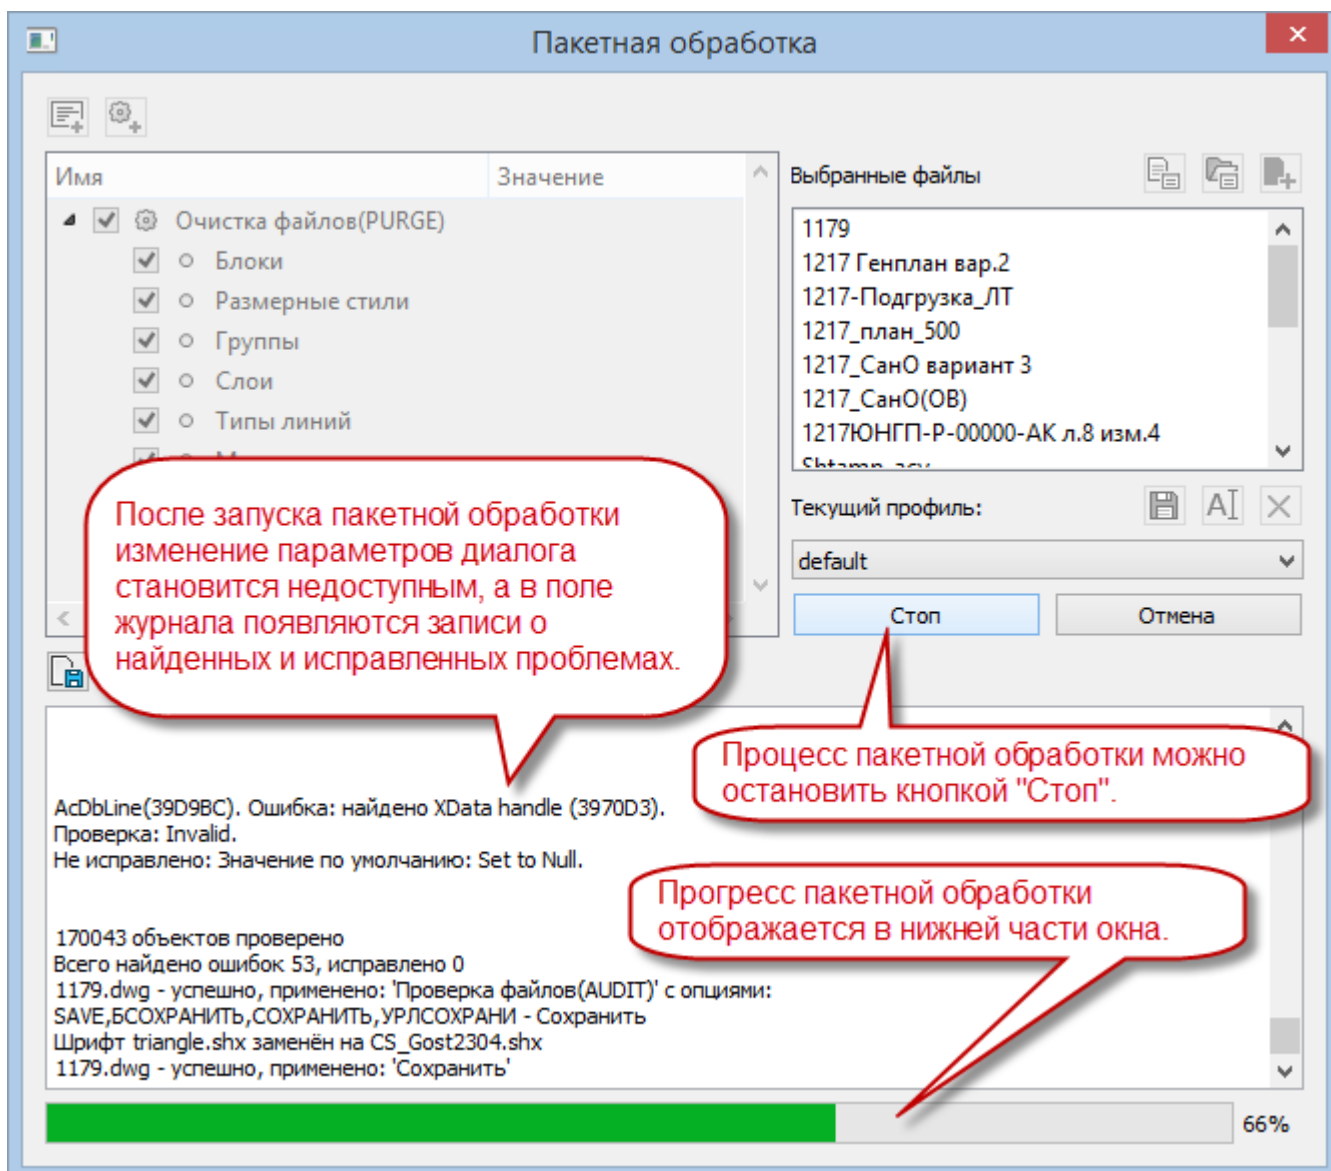 Пакетная обработка
Имя
Значение
Очистка файлов(PURGE)
Блоки
Размерные стили
Группы
Слои
Типы линий
Выбранные файлы
1179
1217 Генплан вар.2
1217-Подгрузка_ЛТ
1217_план_500
1217_СанО вариант 3
1217_СанО(ОВ)
1217ЮНГП-Р-00000-АК л.8 изм.4
Shtamp_асу
Текущий профиль:
default
Стоп
Отмена
После запуска пакетной обработки
изменение параметров диалога
становится недоступным, а в поле
журнала появляются записи о
найденных и исправленных проблемах.
Процесс пакетной обработки можно
остановить кнопкой "Стоп".
AcDbLine(39D9BC). Ошибка: найдено XData handle (3970D3).
Проверка: Invalid.
Не исправлено: Значение по умолчанию: Set to Null.
Прогресс пакетной обработки
отображается в нижней части окна.
170043 объектов проверено
Всего найдено ошибок 53, исправлено 0
1179.dwg - успешно, применено: 'Проверка файлов(AUDIT)' с опциями:
SAVE,БСОХРАНИТЬ,СОХРАНИТЬ,УРЛСОХРАНИ - Сохранить
Шрифт triangle.shx заменён на CS_Gost2304.shx
1179.dwg - успешно, применено: 'Сохранить'
66%